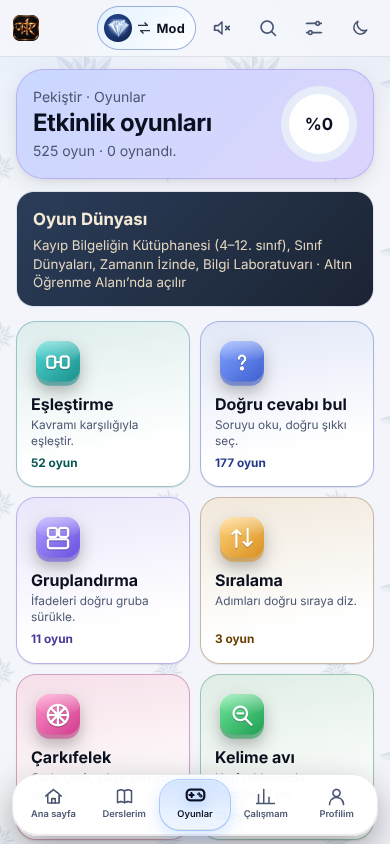 Mod
Pekiştir · Oyunlar
Etkinlik oyunları
525 oyun · 0 oynandı.
%0
Oyun Dünyası
Kayıp Bilgeliğin Kütüphanesi (4–12. sınıf), Sınıf
Dünyaları, Zamanın İzinde, Bilgi Laboratuvarı · Altın
Öğrenme Alanı’nda açılır
Eşleştirme
Kavramı karşılığıyla
eşleştir.
52 oyun
Doğru cevabı bul
Soruyu oku, doğru şıkkı
seç.
177 oyun
Gruplandırma
İfadeleri doğru gruba
sürükle.
11 oyun
Sıralama
Adımları doğru sıraya diz.
3 oyun
Çarkıfelek
Kelime avı
Ana sayfa
Derslerim
Oyunlar
Çalışmam
Profilim